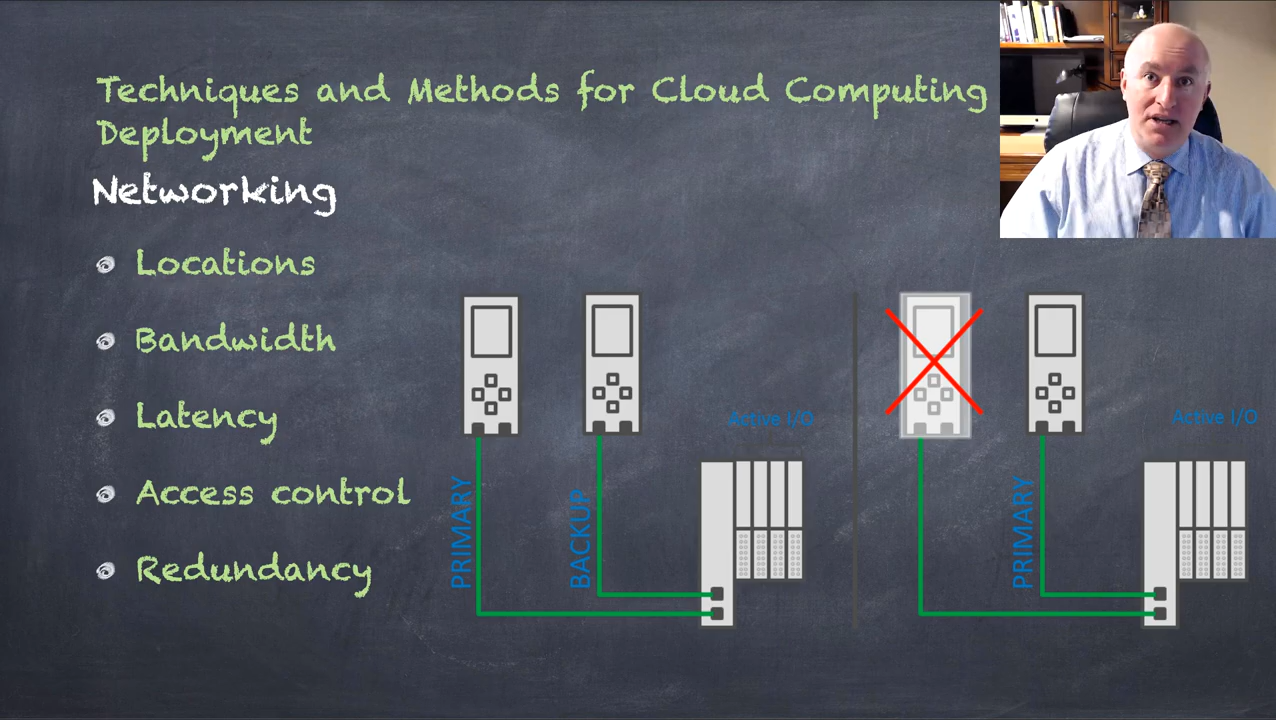 Techniques and Methods for Cloud Computing
Deployment
Networking
Locations
Bandwidth
Latency
Access control
Redundancy
PRIMARY
BACKUP
Active I/O
PRIMARY
Active I/O